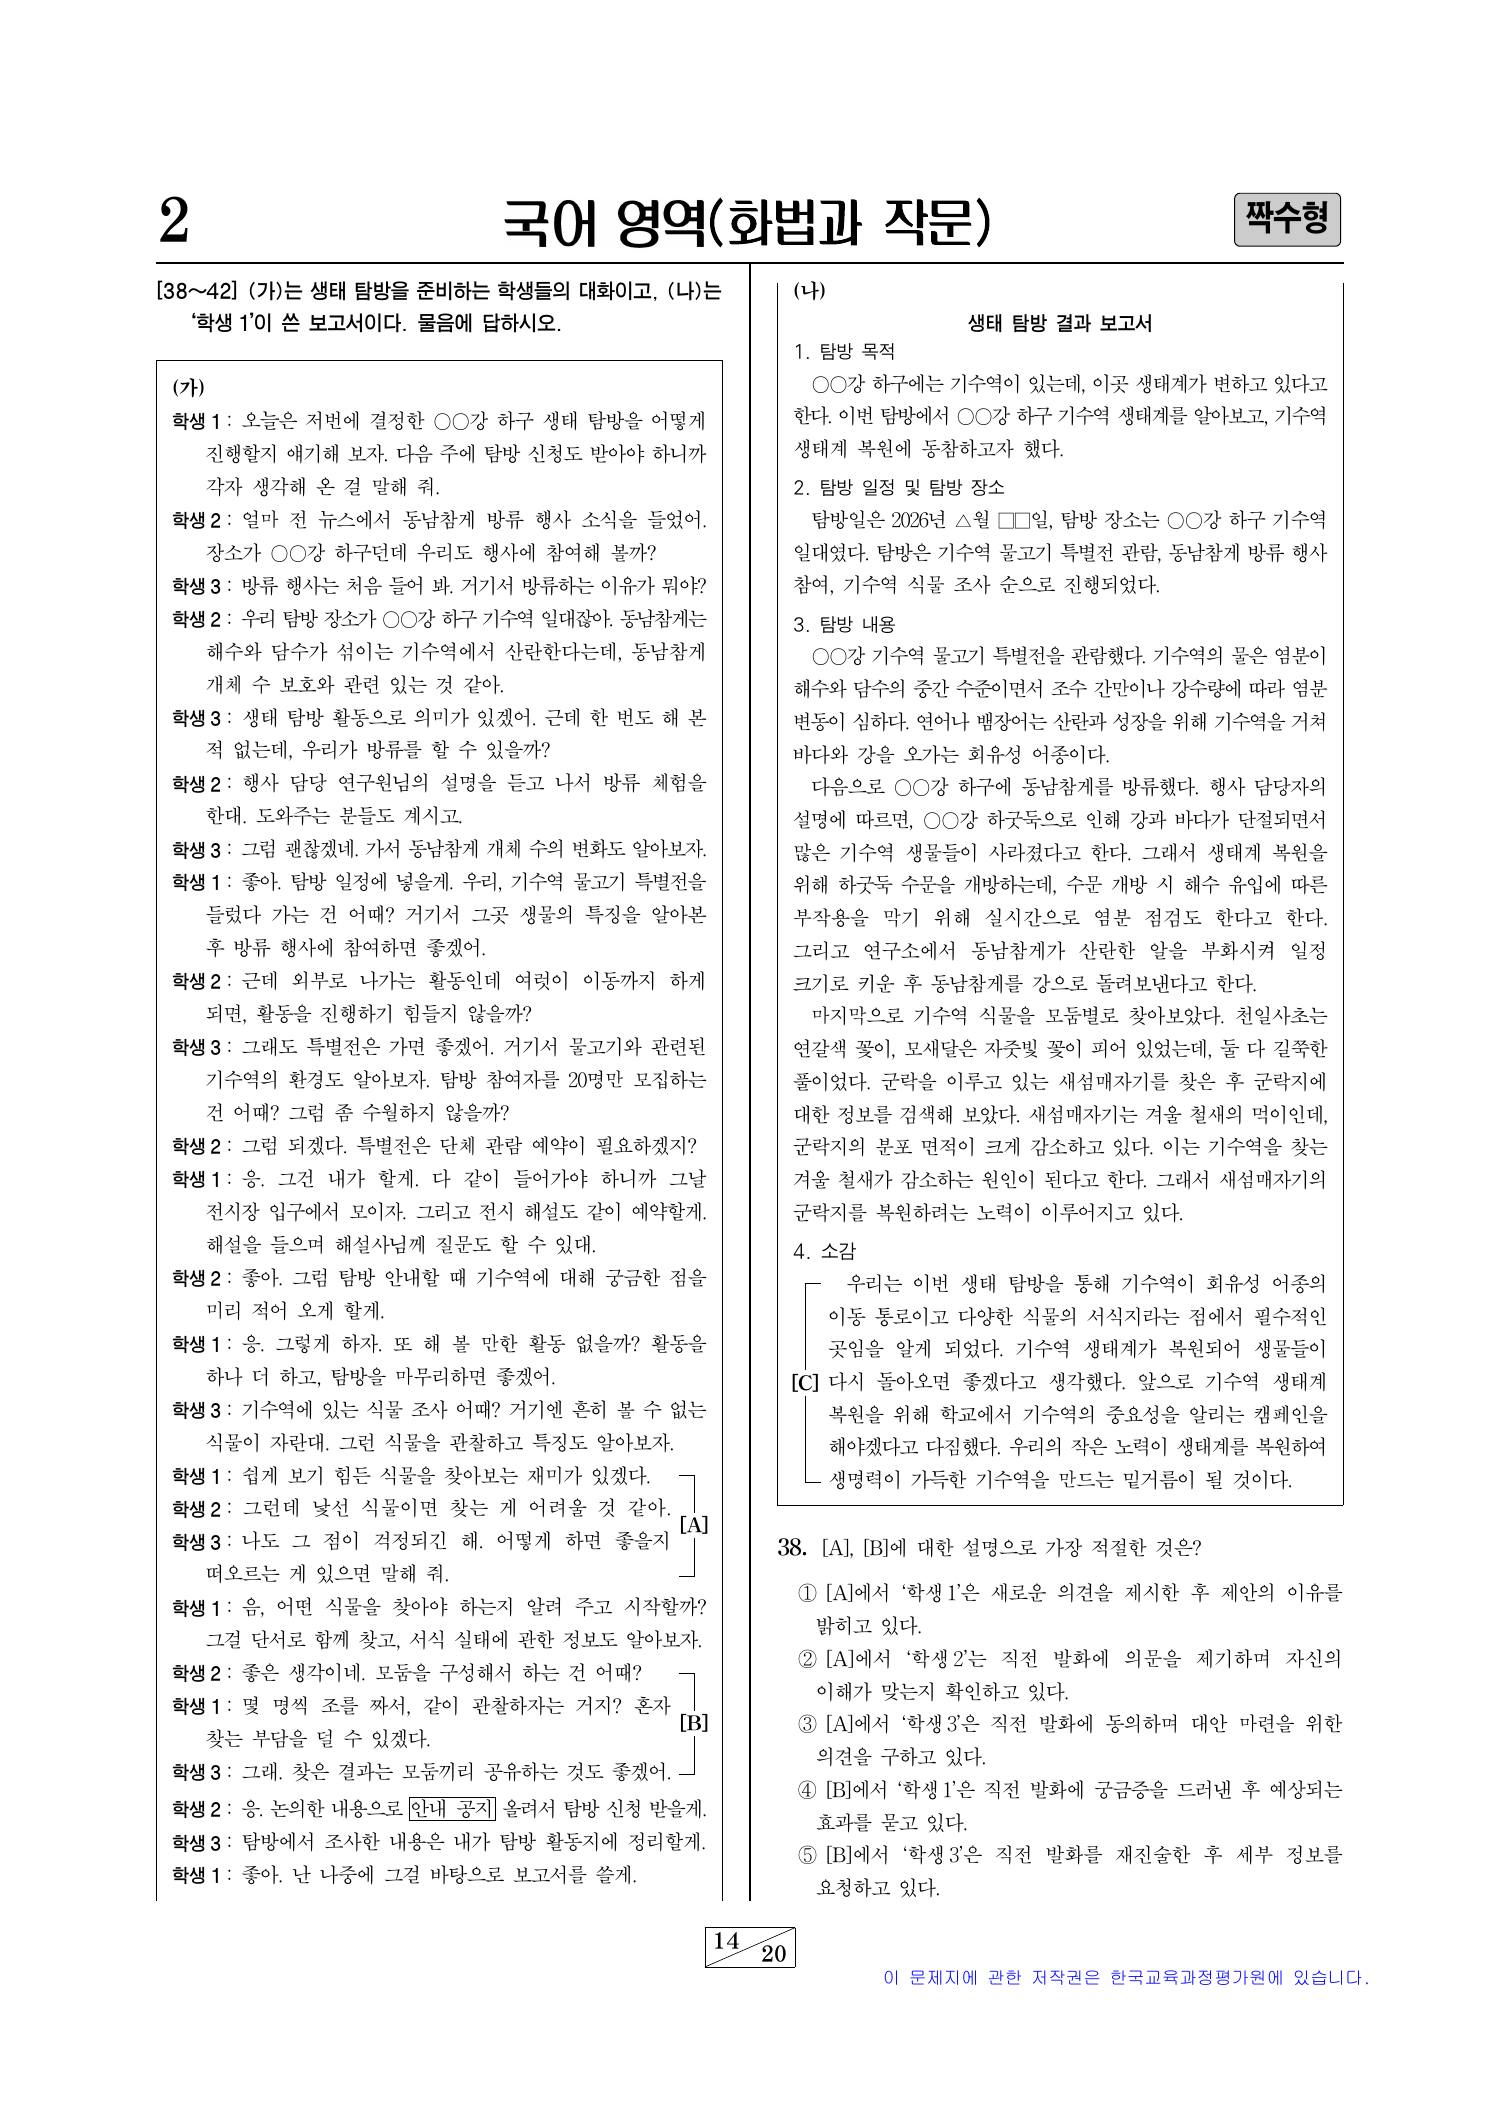 2
국어 영역(화법과 작문)
짝수형
[38～42] (가)는 생태 탐방을 준비하는 학생들의 대화이고, (나)는
‘학생 1’이 쓴 보고서이다. 물음에 답하시오.
(가)
학생 1 : 오늘은 저번에 결정한 ○○강 하구 생태 탐방을 어떻게
진행할지 얘기해 보자. 다음 주에 탐방 신청도 받아야 하니까
각자 생각해 온 걸 말해 줘.
학생 2 : 얼마 전 뉴스에서 동남참게 방류 행사 소식을 들었어.
장소가 ○○강 하구던데 우리도 행사에 참여해 볼까?
학생 3 : 방류 행사는 처음 들어 봐. 거기서 방류하는 이유가 뭐야?
학생 2 : 우리 탐방 장소가 ○○강 하구 기수역 일대잖아. 동남참게는
해수와 담수가 섞이는 기수역에서 산란한다는데, 동남참게
개체 수 보호와 관련 있는 것 같아.
학생 3 : 생태 탐방 활동으로 의미가 있겠어. 근데 한 번도 해 본
적 없는데, 우리가 방류를 할 수 있을까?
학생 2 : 행사 담당 연구원님의 설명을 듣고 나서 방류 체험을
한대. 도와주는 분들도 계시고.
학생 3 : 그럼 괜찮겠네. 가서 동남참게 개체 수의 변화도 알아보자.
학생 1 : 좋아. 탐방 일정에 넣을게. 우리, 기수역 물고기 특별전을
들렀다 가는 건 어때? 거기서 그곳 생물의 특징을 알아본
후 방류 행사에 참여하면 좋겠어.
학생 2 : 근데 외부로 나가는 활동인데 여럿이 이동까지 하게
되면, 활동을 진행하기 힘들지 않을까?
학생 3 : 그래도 특별전은 가면 좋겠어. 거기서 물고기와 관련된
기수역의 환경도 알아보자. 탐방 참여자를 20명만 모집하는
건 어때? 그럼 좀 수월하지 않을까?
학생 2 : 그럼 되겠다. 특별전은 단체 관람 예약이 필요하겠지?
학생 1 : 응. 그건 내가 할게. 다 같이 들어가야 하니까 그날
전시장 입구에서 모이자. 그리고 전시 해설도 같이 예약할게.
해설을 들으며 해설사님께 질문도 할 수 있대.
학생 2 : 좋아. 그럼 탐방 안내할 때 기수역에 대해 궁금한 점을
미리 적어 오게 할게.
학생 1 : 응. 그렇게 하자. 또 해 볼 만한 활동 없을까? 활동을
하나 더 하고, 탐방을 마무리하면 좋겠어.
학생 3 : 기수역에 있는 식물 조사 어때? 거기엔 흔히 볼 수 없는
식물이 자란대. 그런 식물을 관찰하고 특징도 알아보자.
학생 1 : 쉽게 보기 힘든 식물을 찾아보는 재미가 있겠다.
학생 2 : 그런데 낯선 식물이면 찾는 게 어려울 것 같아.
[A]
학생 3 : 나도 그 점이 걱정되긴 해. 어떻게 하면 좋을지
떠오르는 게 있으면 말해 줘.
학생 1 : 음, 어떤 식물을 찾아야 하는지 알려 주고 시작할까?
그걸 단서로 함께 찾고, 서식 실태에 관한 정보도 알아보자.
학생 2 : 좋은 생각이네. 모둠을 구성해서 하는 건 어때?
학생 1 : 몇 명씩 조를 짜서, 같이 관찰하자는 거지? 혼자
[B]
찾는 부담을 덜 수 있겠다.
학생 3 : 그래. 찾은 결과는 모둠끼리 공유하는 것도 좋겠어.
학생 2 : 응. 논의한 내용으로 안내 공지 올려서 탐방 신청 받을게.
학생 3 : 탐방에서 조사한 내용은 내가 탐방 활동지에 정리할게.
학생 1 : 좋아. 난 나중에 그걸 바탕으로 보고서를 쓸게.
(나)
생태 탐방 결과 보고서
1. 탐방 목적
○○강 하구에는 기수역이 있는데, 이곳 생태계가 변하고 있다고
한다. 이번 탐방에서 ○○강 하구 기수역 생태계를 알아보고, 기수역
생태계 복원에 동참하고자 했다.
2. 탐방 일정 및 탐방 장소
탐방일은 2026년 △월 □□일, 탐방 장소는 ○○강 하구 기수역
일대였다. 탐방은 기수역 물고기 특별전 관람, 동남참게 방류 행사
참여, 기수역 식물 조사 순으로 진행되었다.
3. 탐방 내용
○○강 기수역 물고기 특별전을 관람했다. 기수역의 물은 염분이
해수와 담수의 중간 수준이면서 조수 간만이나 강수량에 따라 염분
변동이 심하다. 연어나 뱀장어는 산란과 성장을 위해 기수역을 거쳐
바다와 강을 오가는 회유성 어종이다.
다음으로 ○○강 하구에 동남참게를 방류했다. 행사 담당자의
설명에 따르면, ○○강 하굿둑으로 인해 강과 바다가 단절되면서
많은 기수역 생물들이 사라졌다고 한다. 그래서 생태계 복원을
위해 하굿둑 수문을 개방하는데, 수문 개방 시 해수 유입에 따른
부작용을 막기 위해 실시간으로 염분 점검도 한다고 한다.
그리고 연구소에서 동남참게가 산란한 알을 부화시켜 일정
크기로 키운 후 동남참게를 강으로 돌려보낸다고 한다.
마지막으로 기수역 식물을 모둠별로 찾아보았다. 천일사초는
연갈색 꽃이, 모새달은 자줏빛 꽃이 피어 있었는데, 둘 다 길쭉한
풀이었다. 군락을 이루고 있는 새섬매자기를 찾은 후 군락지에
대한 정보를 검색해 보았다. 새섬매자기는 겨울 철새의 먹이인데,
군락지의 분포 면적이 크게 감소하고 있다. 이는 기수역을 찾는
겨울 철새가 감소하는 원인이 된다고 한다. 그래서 새섬매자기의
군락지를 복원하려는 노력이 이루어지고 있다.
4. 소감
우리는 이번 생태 탐방을 통해 기수역이 회유성 어종의
이동 통로이고 다양한 식물의 서식지라는 점에서 필수적인
곳임을 알게 되었다. 기수역 생태계가 복원되어 생물들이
[C] 다시 돌아오면 좋겠다고 생각했다. 앞으로 기수역 생태계
복원을 위해 학교에서 기수역의 중요성을 알리는 캠페인을
해야겠다고 다짐했다. 우리의 작은 노력이 생태계를 복원하여
생명력이 가득한 기수역을 만드는 밑거름이 될 것이다.
38. [A], [B]에 대한 설명으로 가장 적절한 것은?
① [A]에서 ‘학생 1’은 새로운 의견을 제시한 후 제안의 이유를
밝히고 있다.
② [A]에서 ‘학생 2’는 직전 발화에 의문을 제기하며 자신의
이해가 맞는지 확인하고 있다.
③ [A]에서 ‘학생 3’은 직전 발화에 동의하며 대안 마련을 위한
의견을 구하고 있다.
④ [B]에서 ‘학생 1’은 직전 발화에 궁금증을 드러낸 후 예상되는
효과를 묻고 있다.
⑤ [B]에서 ‘학생 3’은 직전 발화를 재진술한 후 세부 정보를
요청하고 있다.
14
20
이 문제지에 관한 저작권은 한국교육과정평가원에 있습니다.